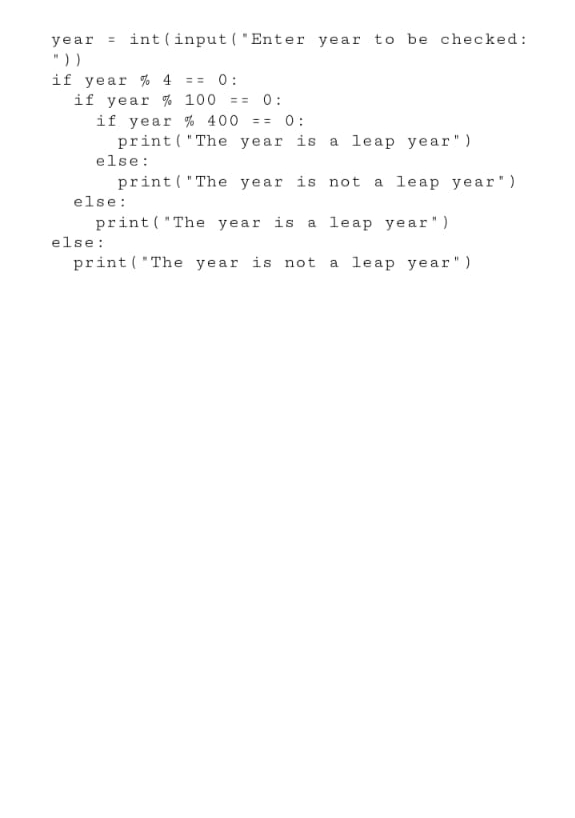 year = int(input("Enter year to be checked:
"))
if year % 4 == 0:
  if year % 100 == 0:
    if year % 400 == 0:
      print("The year is a leap year")
    else:
      print("The year is not a leap year")
  else:
    print("The year is a leap year")
else:
  print("The year is not a leap year")